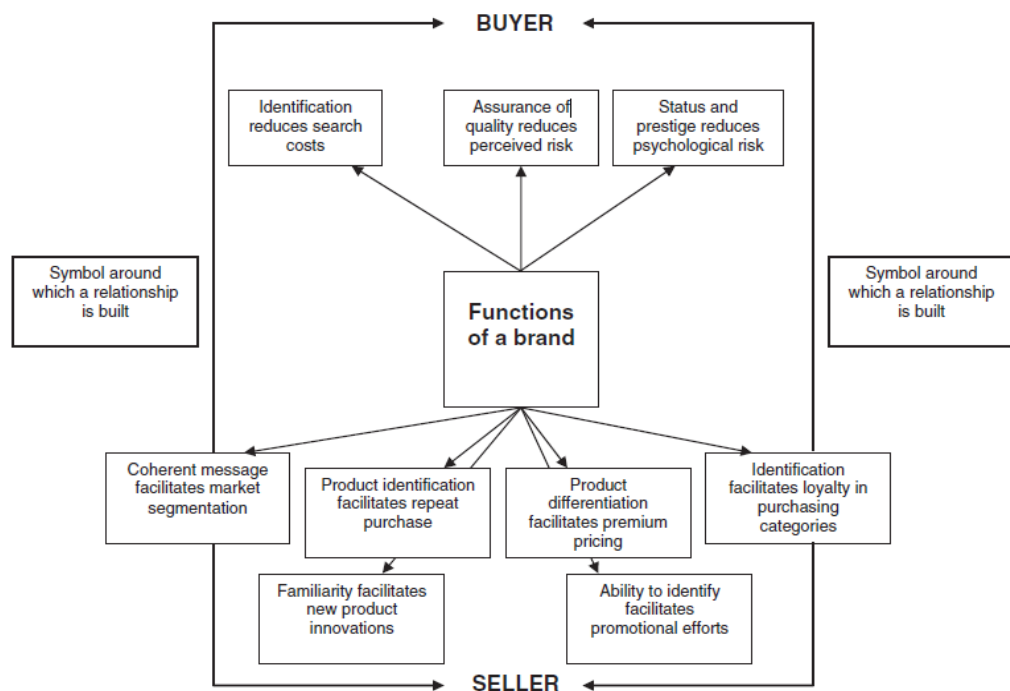 BUYER
Identification
reduces search
costs
Assurance of
quality reduces
perceived risk
Status and
prestige reduces
psychological risk
Symbol around
which a relationship
is built
Functions
of a brand
Symbol around
which a relationship
is built
Coherent message
facilitates market
segmentation
Product identification
facilitates repeat
purchase
Product
differentiation
facilitates premium
pricing
Identification
facilitates loyalty in
purchasing
categories
Familiarity facilitates
new product
innovations
Ability to identify
facilitates
promotional efforts
SELLER